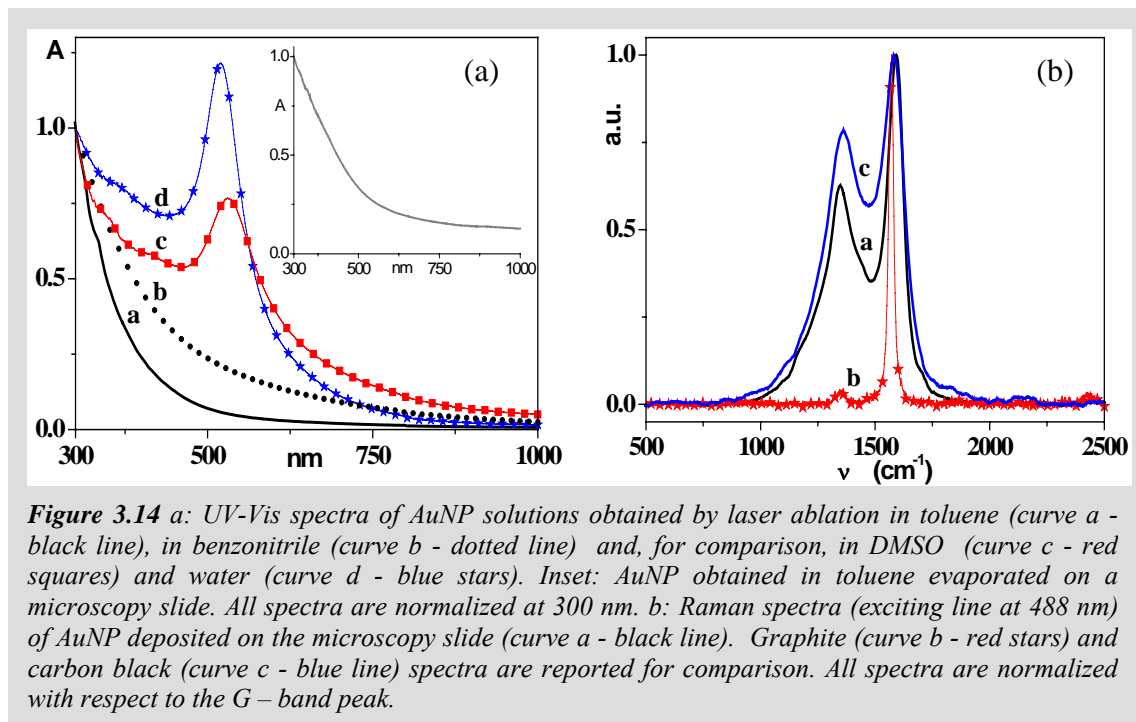 A
(a)
1.0
A
0.5
0.0
300
500
nm
750
1000
1.0
0.5
0.0
d
c
b
a
300
500
nm
750
1000
(b)
1.0
a.u.
0.5
0.0
c
a
b
500
1000
1500
2000
2500
ν (cm-1)
Figure 3.14 a: UV-Vis spectra of AuNP solutions obtained by laser ablation in toluene (curve a -
black line), in benzonitrile (curve b - dotted line) and, for comparison, in DMSO (curve c - red
squares) and water (curve d - blue stars). Inset: AuNP obtained in toluene evaporated on a
microscopy slide. All spectra are normalized at 300 nm. b: Raman spectra (exciting line at 488 nm)
of AuNP deposited on the microscopy slide (curve a - black line). Graphite (curve b - red stars) and
carbon black (curve c - blue line) spectra are reported for comparison. All spectra are normalized
with respect to the G – band peak.